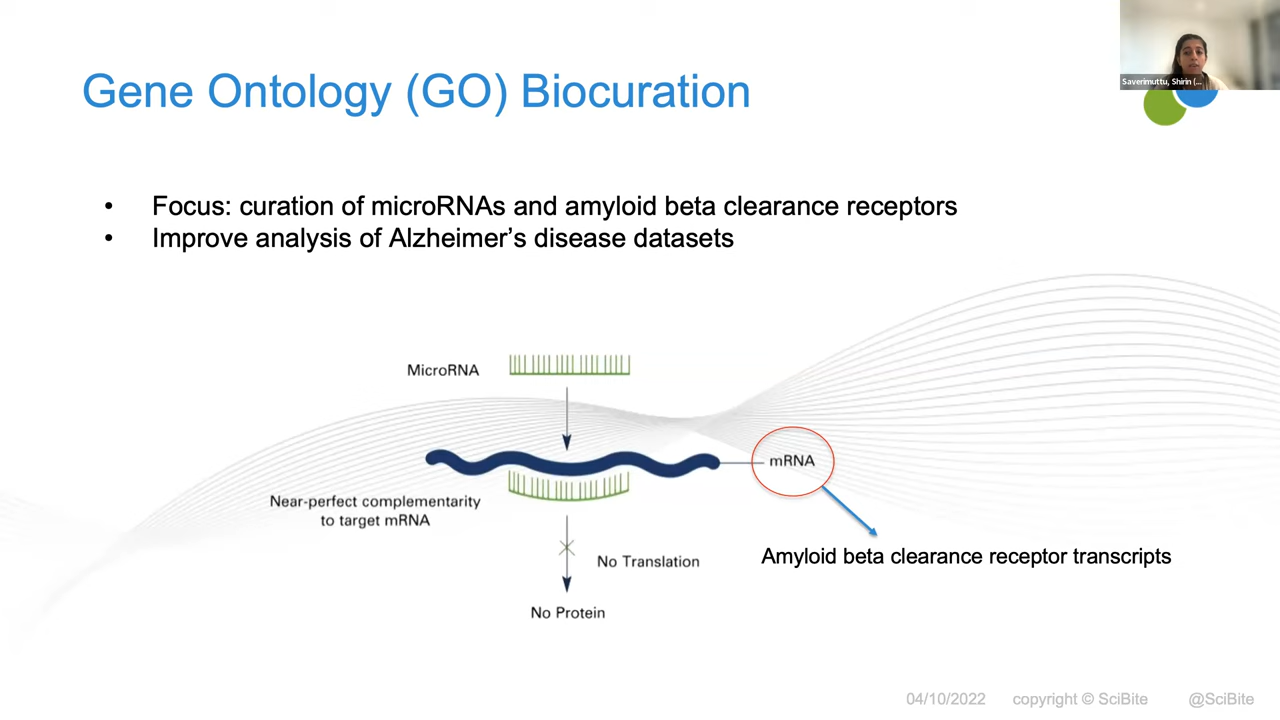 Saverimuttu, Shirin (...
Gene Ontology (GO) Biocuration
• Focus: curation of microRNAs and amyloid beta clearance receptors
• Improve analysis of Alzheimer’s disease datasets
MicroRNA
mRNA
Near-perfect complementarity
to target mRNA
No Translation
Amyloid beta clearance receptor transcripts
No Protein
04/10/2022 copyright © SciBite @SciBite